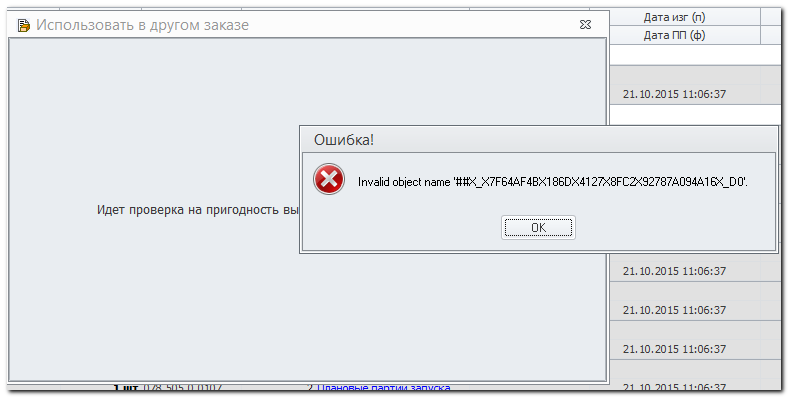 Использовать в другом заказе
Дата изг (п)
Дата ПП (ф)
21.10.2015 11:06:37
Ошибка!
Invalid object name '##X_X7F64AF4BX186DX4127X8FC2X92787A094A16X_D0'.
Идет проверка на пригодность вы
OK
21.10.2015 11:06:37
21.10.2015 11:06:37
21.10.2015 11:06:37
1 шт 078.505.0.0107 2 Плановые партии запуска 21.10.2015 11:06:37